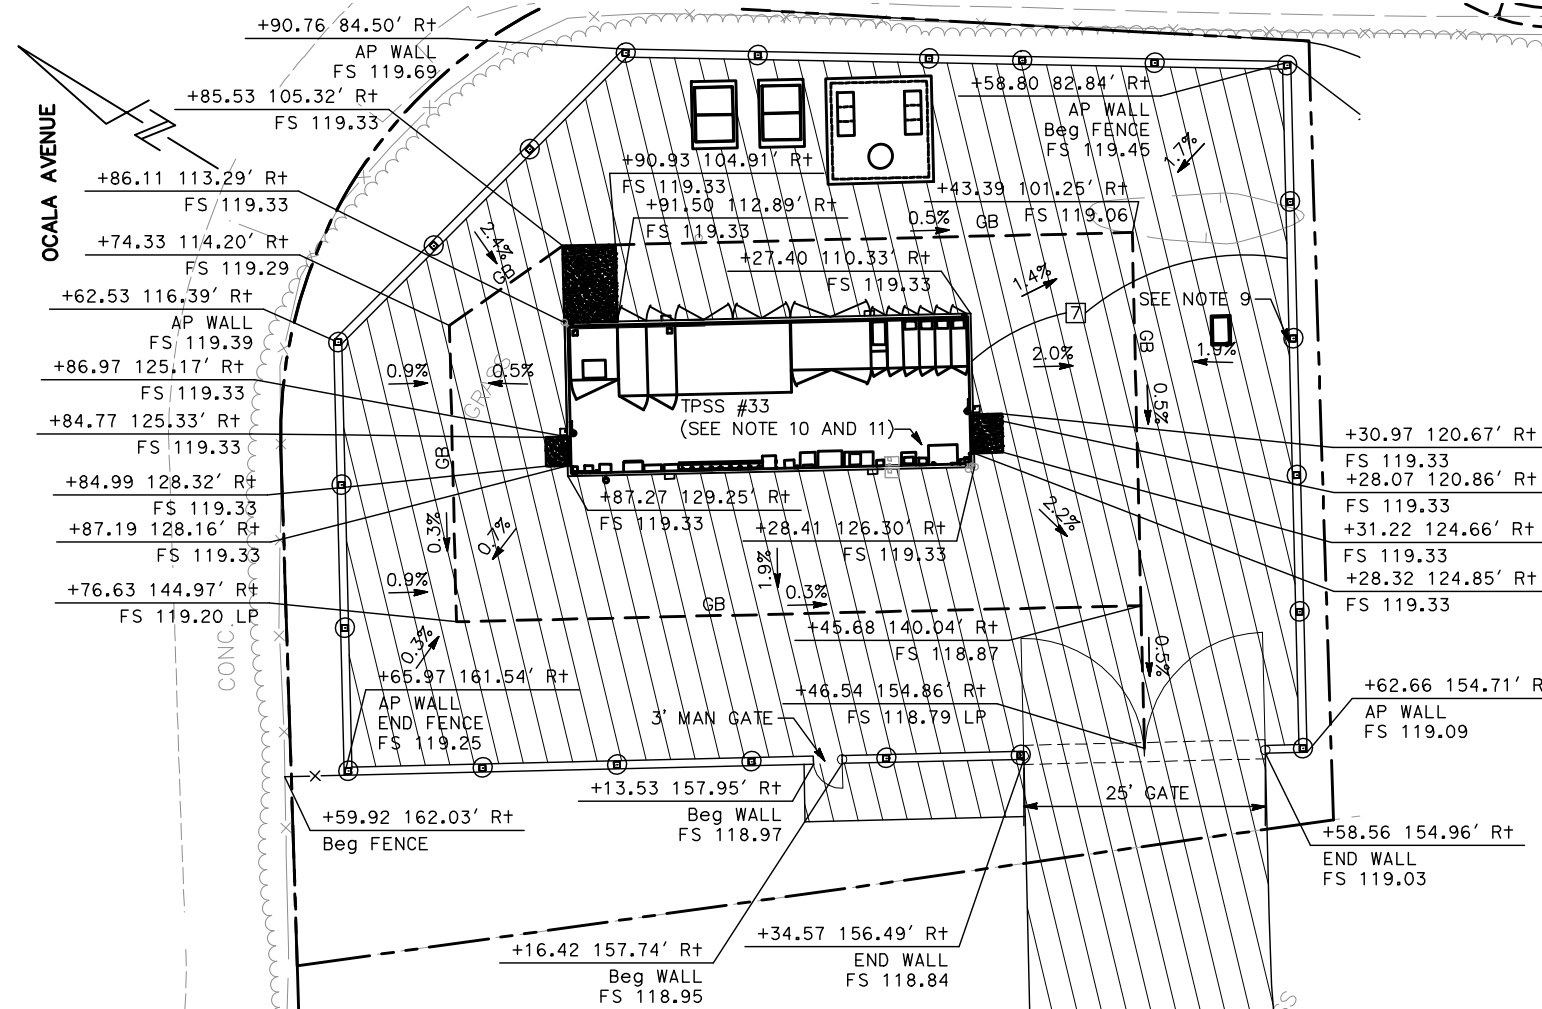 +90.76 84.50' Rt
AP WALL
FS 119.69
+85.53 105.32' Rt
FS 119.33
OCALA AVENUE
+86.11 113.29' Rt
FS 119.33
+74.33 114.20' Rt
FS 119.29
+62.53 116.39' Rt
AP WALL
FS 119.39
+86.97 125.17' Rt
FS 119.33
+84.77 125.33' Rt
FS 119.33
+84.99 128.32' Rt
FS 119.33
+87.19 128.16' Rt
FS 119.33
+76.63 144.97' Rt
FS 119.20 LP
CONC
+65.97 161.54' Rt
AP WALL
END FENCE
FS 119.25
+59.92 162.03' Rt
Beg FENCE
+90.93 104.91' Rt
FS 119.33
+91.50 112.89' Rt
FS 119.33
+27.40 110.33' Rt
FS 119.33
+58.80 82.84' Rt
AP WALL
Beg FENCE
FS 119.45
1.7%
+43.39 101.25' Rt
FS 119.06
0.5%
GB
2.4%
GB
1.4%
SEE NOTE 9
7
GB
1.9%
2.0%
0.5%
0.9%
0.5%
GRASS
TPSS #33
(SEE NOTE 10 AND 11)
GB
0.3%
0.7%
+87.27 129.25' Rt
FS 119.33
+28.41 126.30' Rt
FS 119.33
2.2%
1.9%
0.3%
0.9%
GB
0.3%
+45.68 140.04' Rt
FS 118.87
0.5%
+46.54 154.86' Rt
FS 118.79 LP
3' MAN GATE
+30.97 120.67' Rt
FS 119.33
+28.07 120.86' Rt
FS 119.33
+31.22 124.66' Rt
FS 119.33
+28.32 124.85' Rt
FS 119.33
+62.66 154.71' R
AP WALL
FS 119.09
25' GATE
+13.53 157.95' Rt
Beg WALL
FS 118.97
+58.56 154.96' Rt
END WALL
FS 119.03
+16.42 157.74' Rt
Beg WALL
FS 118.95
+34.57 156.49' Rt
END WALL
FS 118.84